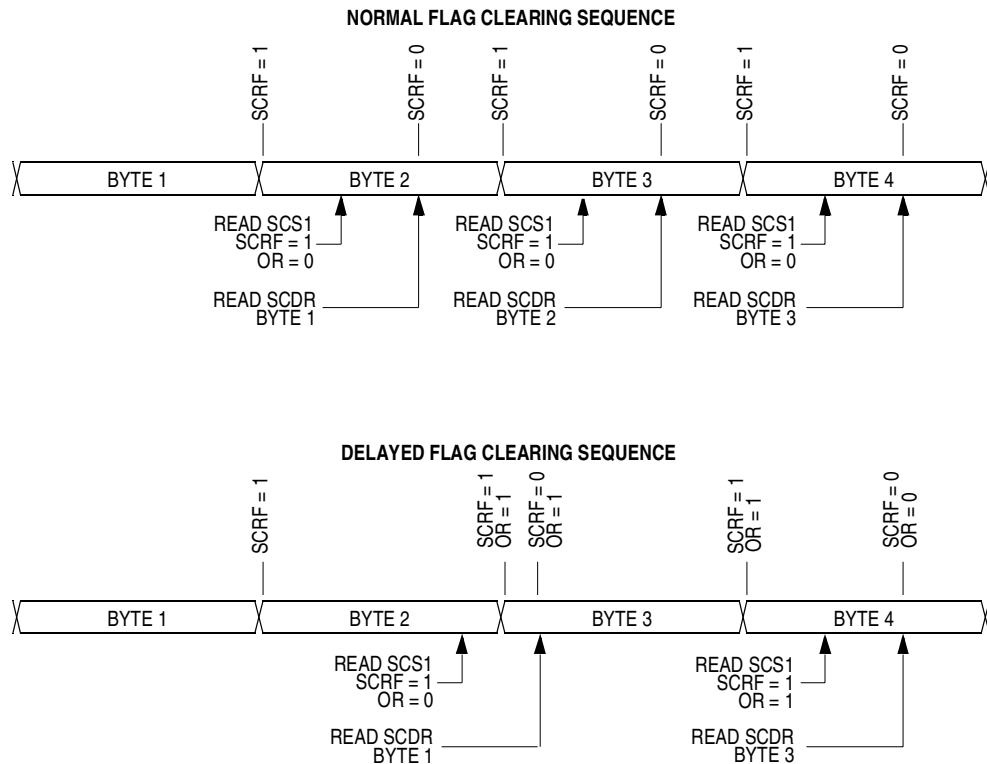 NORMAL FLAG CLEARING SEQUENCE
SCRF = 1
SCRF = 0
SCRF = 1
SCRF = 0
SCRF = 1
SCRF = 0
BYTE 1
BYTE 2
BYTE 3
BYTE 4
READ SCS1
SCRF = 1
OR = 0
READ SCS1
SCRF = 1
OR = 0
READ SCS1
SCRF = 1
OR = 0
READ SCDR
BYTE 1
READ SCDR
BYTE 2
READ SCDR
BYTE 3
DELAYED FLAG CLEARING SEQUENCE
SCRF = 1
SCRF = 1
OR = 1
SCRF = 0
OR = 1
SCRF = 1
OR = 1
SCRF = 0
OR = 0
BYTE 1
BYTE 2
BYTE 3
BYTE 4
READ SCS1
SCRF = 1
OR = 0
READ SCS1
SCRF = 1
OR = 1
READ SCDR
BYTE 1
READ SCDR
BYTE 3